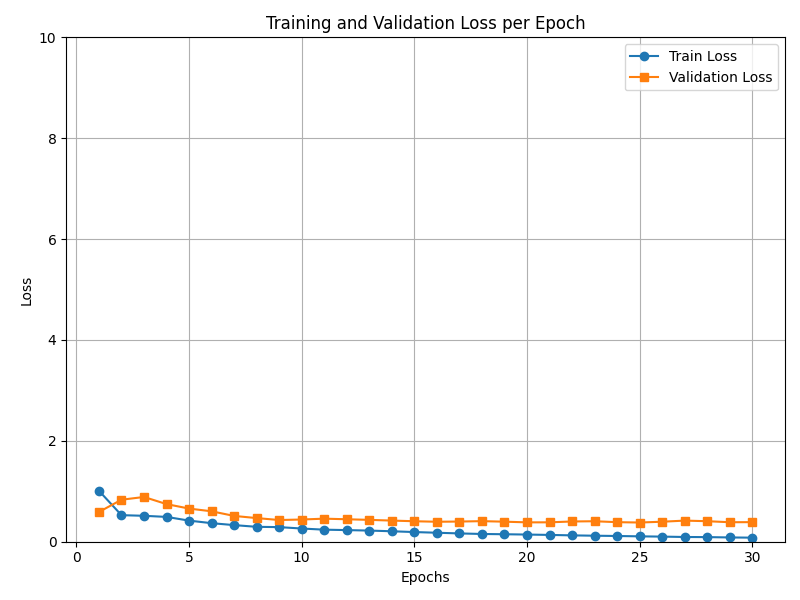 Training and Validation Loss per Epoch
Train Loss
Validation Loss
10
8
6
4
2
0
Loss
0 5 10 15 20 25 30
Epochs